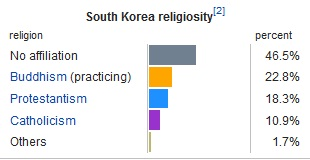 South Korea religiosity[2]
religion percent
No affiliation 46.5%
Buddhism (practicing) 22.8%
Protestantism 18.3%
Catholicism 10.9%
Others 1.7%